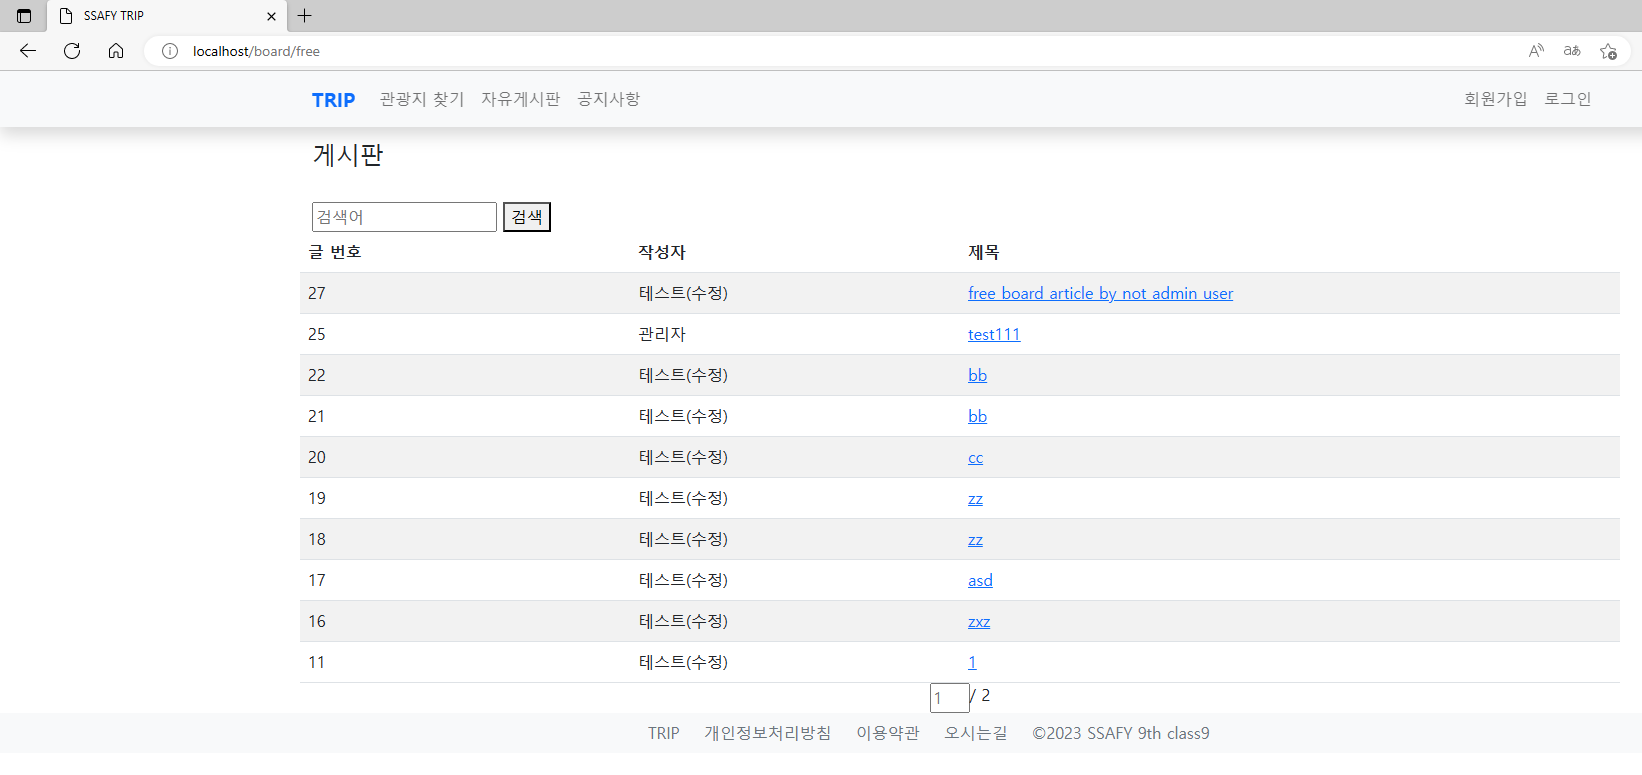 SSAFY TRIP
localhost/board/free
TRIP 관광지 찾기 자유게시판 공지사항 회원가입 로그인
게시판
검색어 검색
글 번호 작성자 제목
27 테스트(수정) free board article by not admin user
25 관리자 test111
22 테스트(수정) bb
21 테스트(수정) bb
20 테스트(수정) cc
19 테스트(수정) zz
18 테스트(수정) zz
17 테스트(수정) asd
16 테스트(수정) zxz
11 테스트(수정) 1
1 / 2
TRIP 개인정보처리방침 이용약관 오시는길 ©2023 SSAFY 9th class9